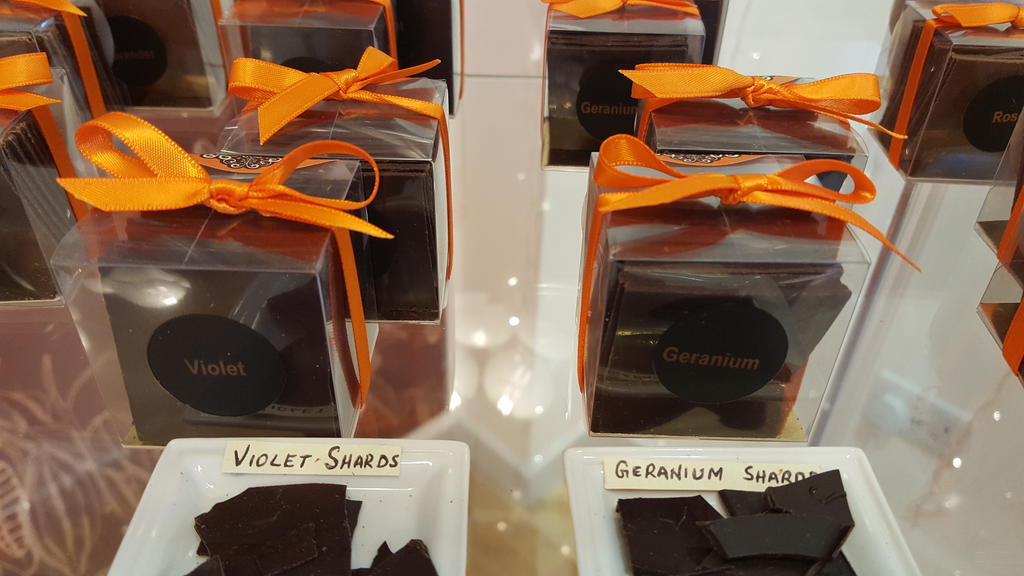 Geranium
Violet
Geranium
VIOLET SHARDS
GERANIUM SHARDS